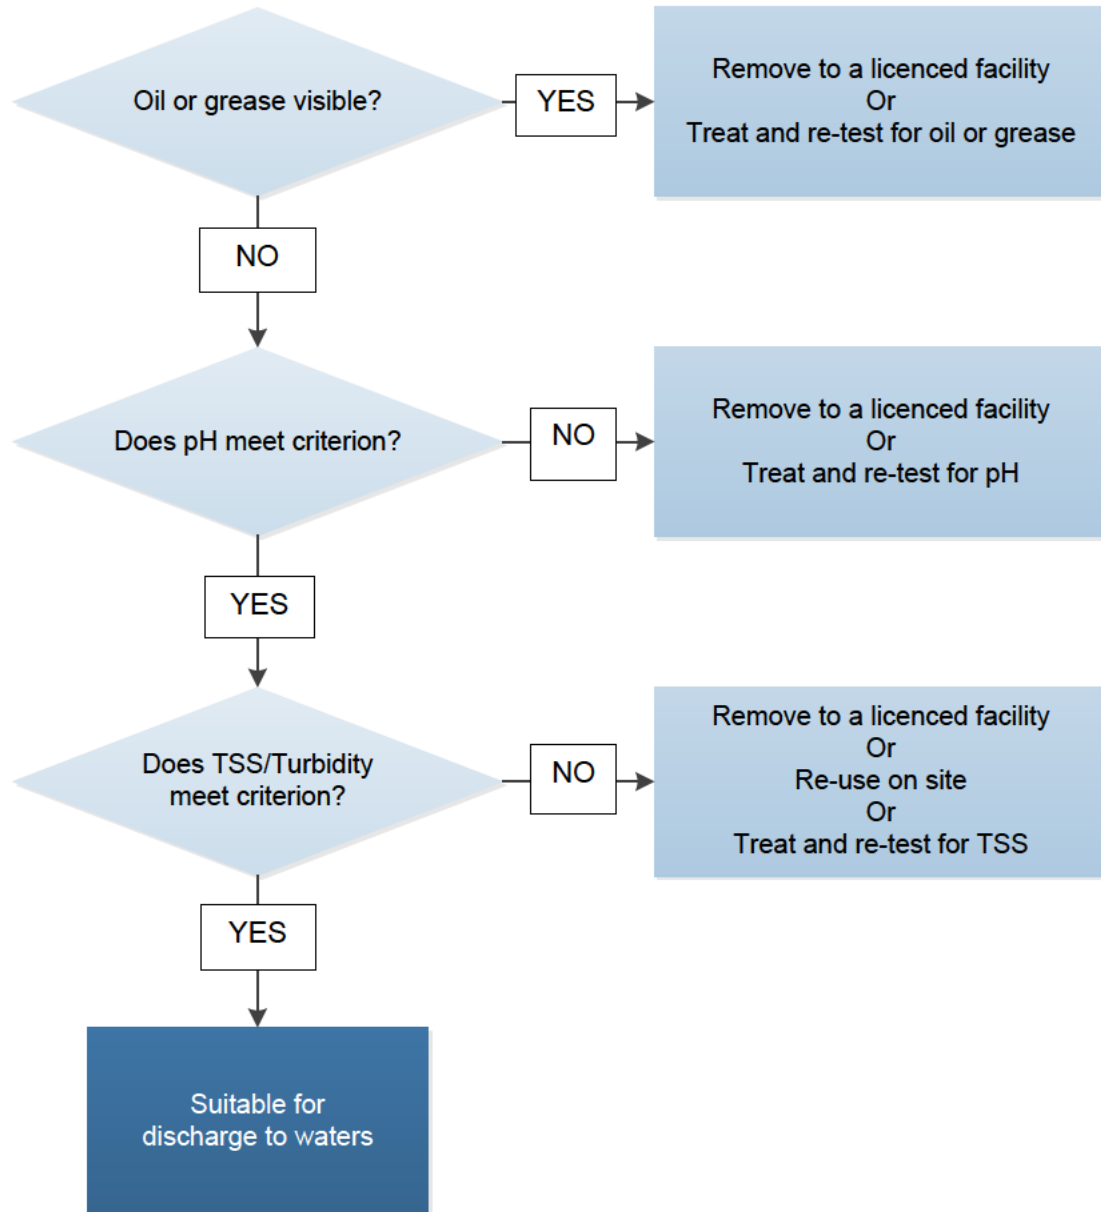 Oil or grease visible?
YES
Remove to a licenced facility
Or
Treat and re-test for oil or grease
NO
Does pH meet criterion?
NO
Remove to a licenced facility
Or
Treat and re-test for pH
YES
Does TSS/Turbidity
meet criterion?
NO
Remove to a licenced facility
Or
Re-use on site
Or
Treat and re-test for TSS
YES
Suitable for
discharge to waters